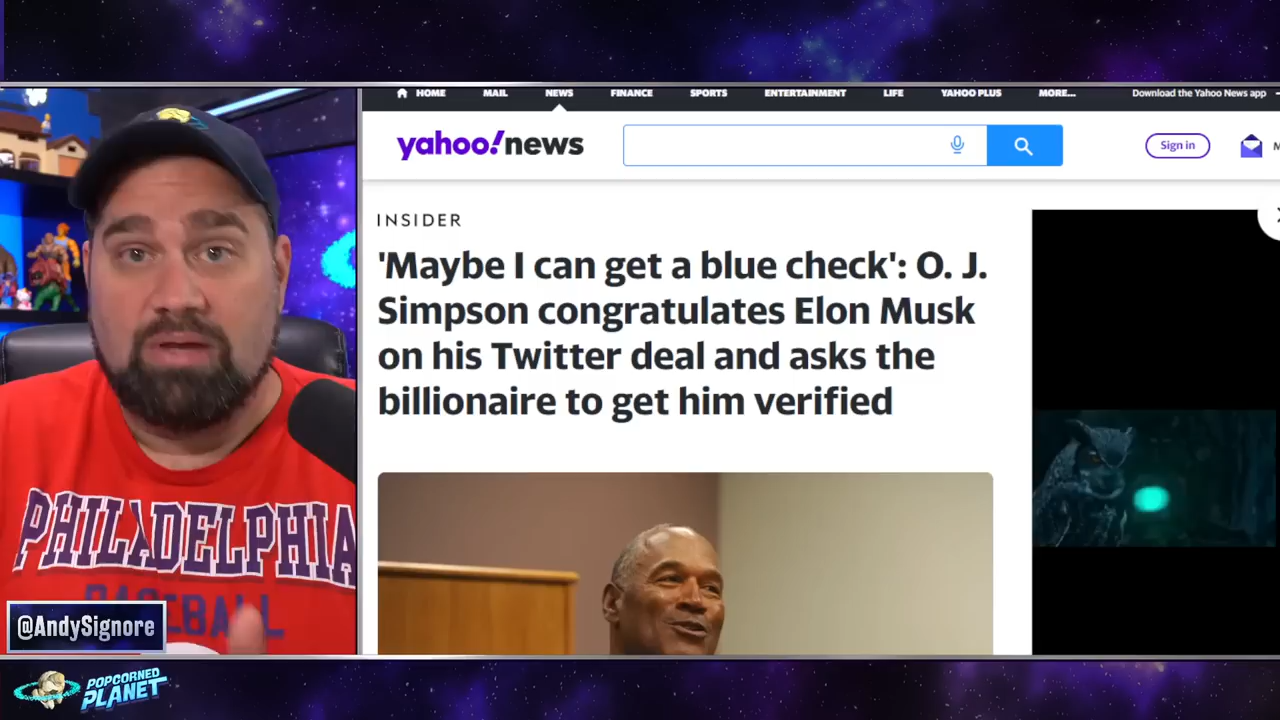 HOME MAIL NEWS FINANCE SPORTS ENTERTAINMENT LIFE YAHOO PLUS MORE... Download the Yahoo News app
yahoo!news
Sign in
M
INSIDER
'Maybe I can get a blue check': O. J.
Simpson congratulates Elon Musk
on his Twitter deal and asks the
billionaire to get him verified
PHILADELPHIA
BASEBALL
@AndySignore
POPCORNED
PLANET